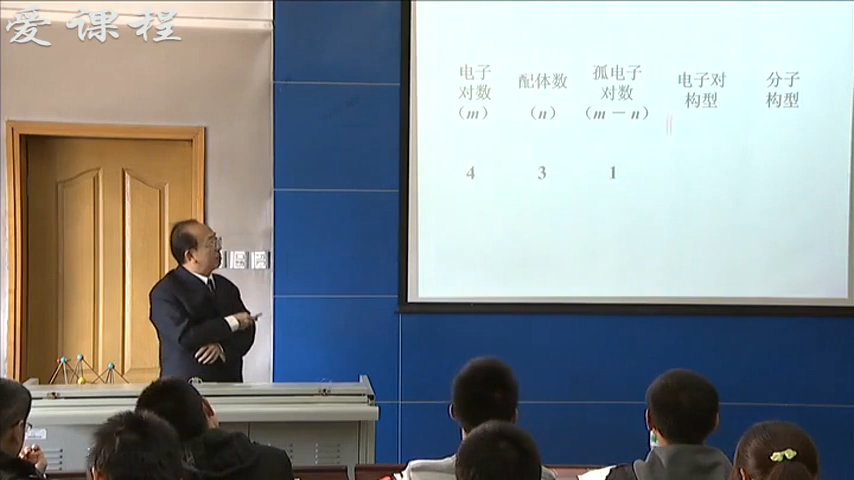 爱课程
电子
对数
(m)
配体数
(n)
孤电子
对数
(m－n)
电子对
构型
分子
构型
4 3 1